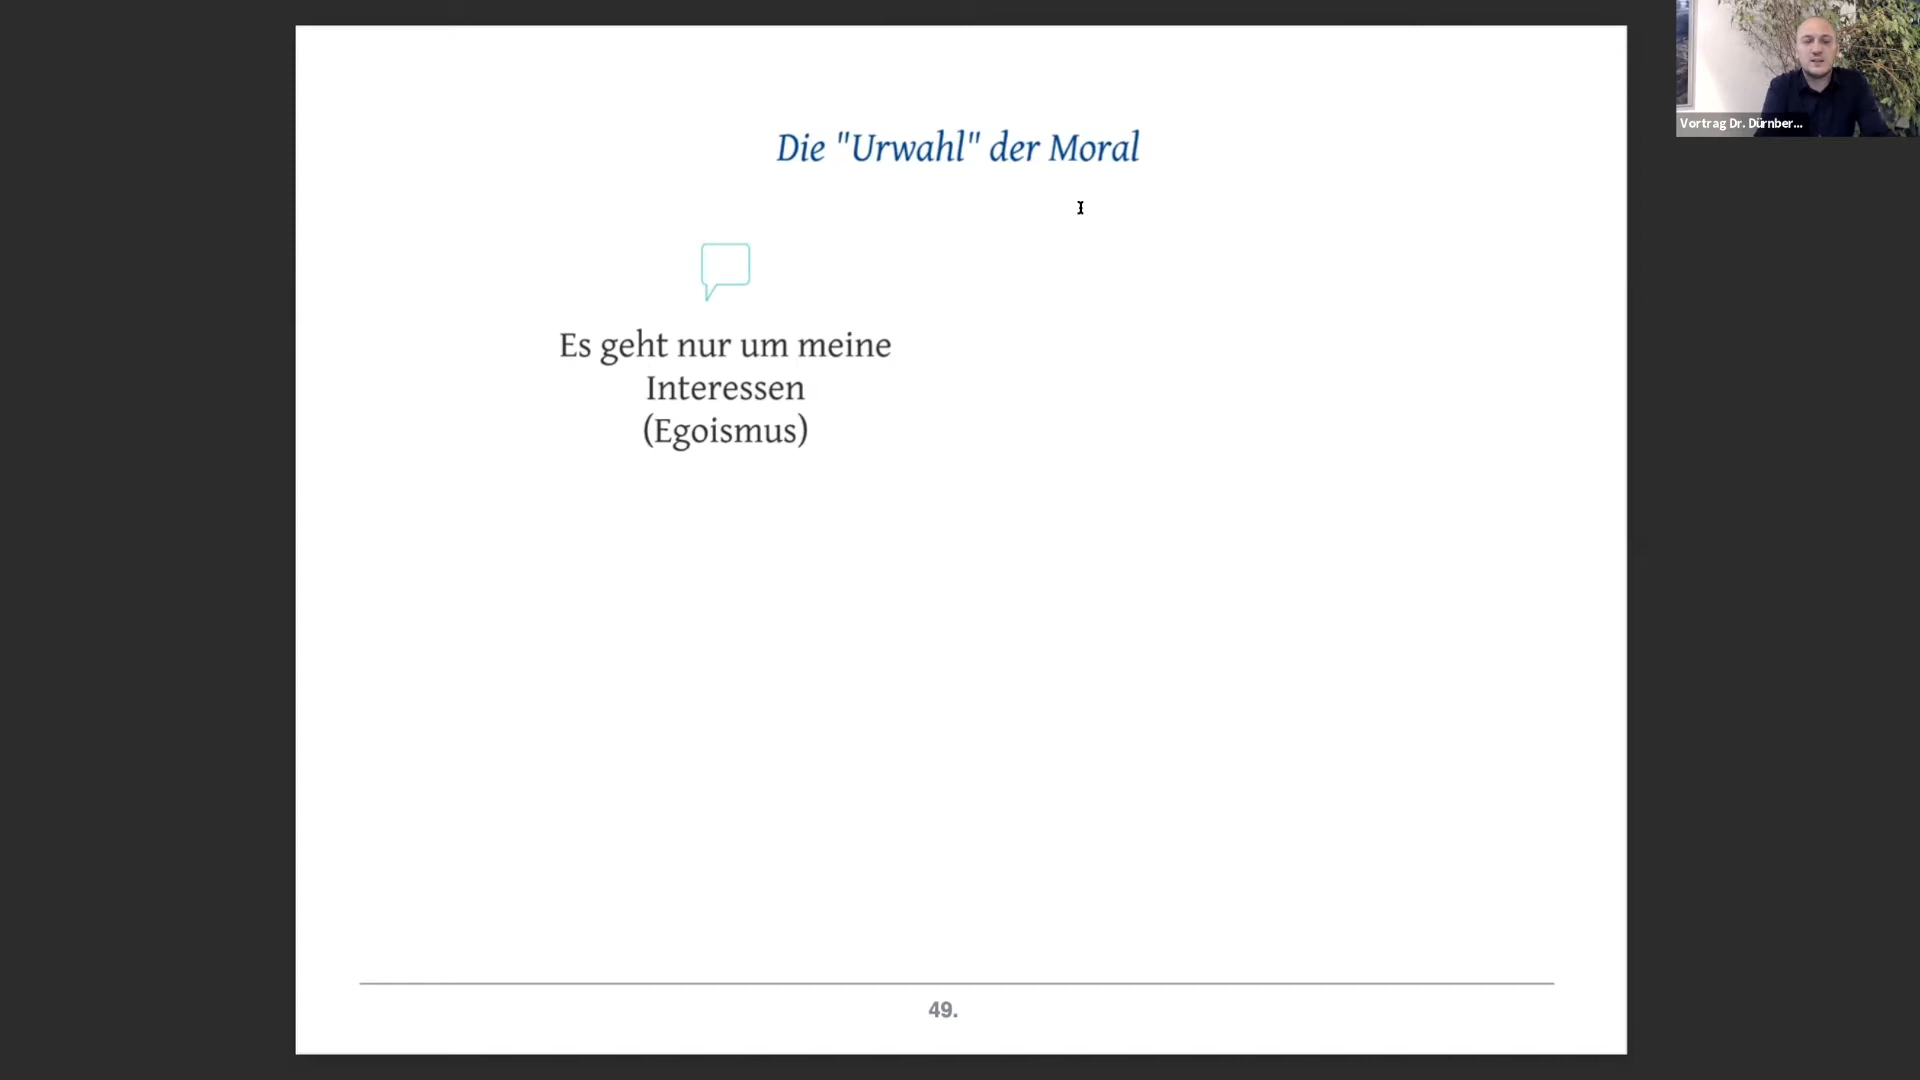 Die "Urwahl" der Moral
Es geht nur um meine
Interessen
(Egoismus)
49.
Vortrag Dr. Dürnber...